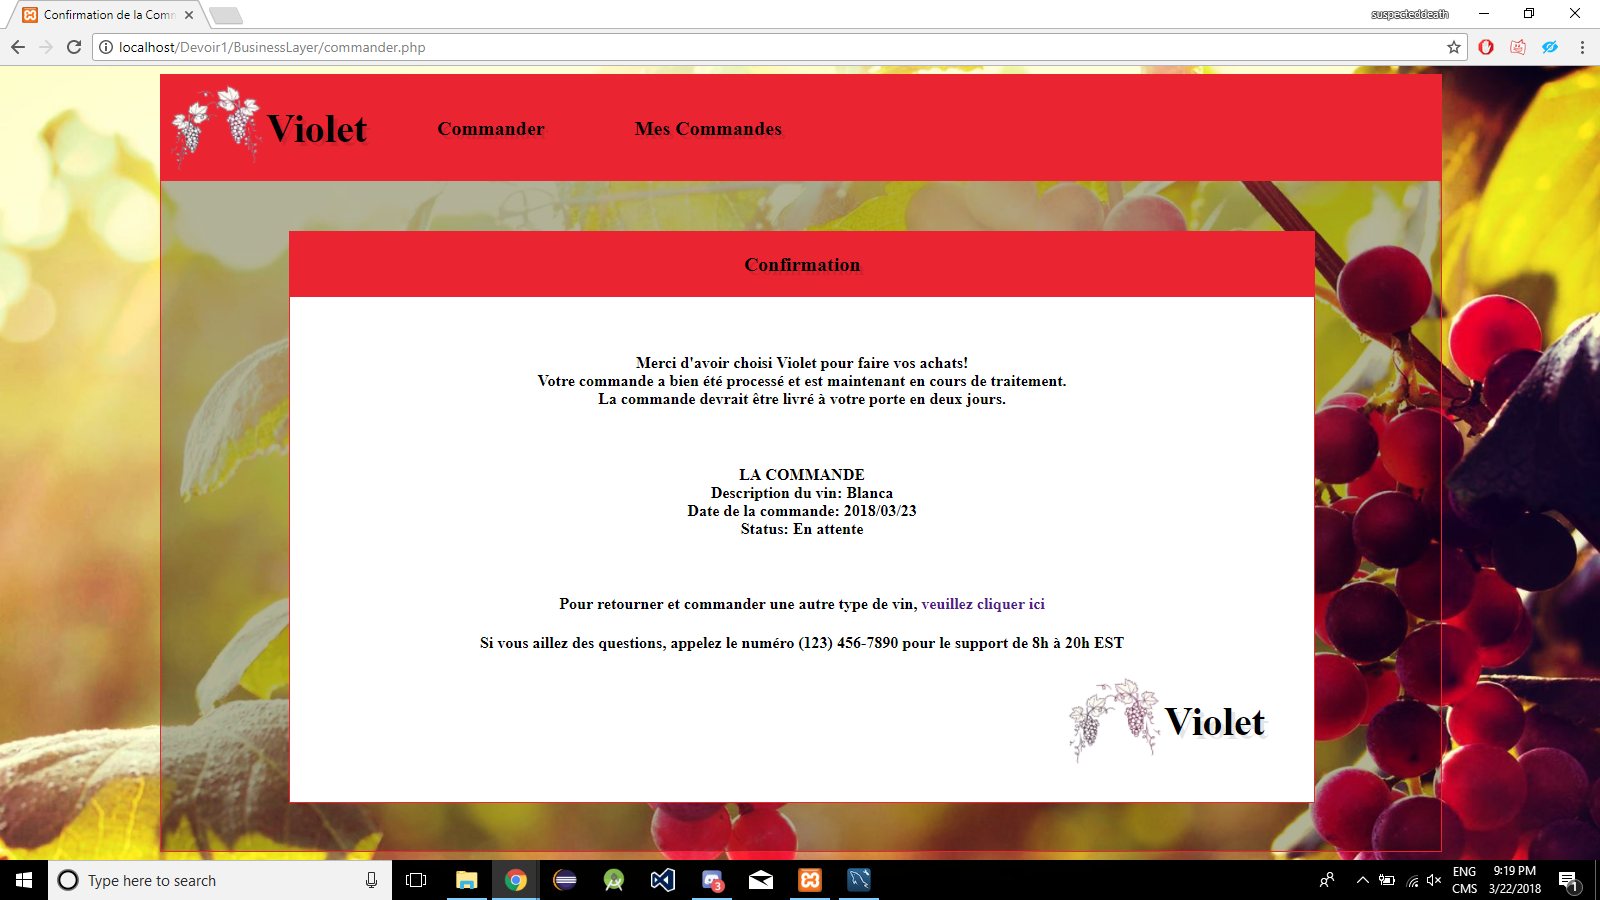 Confirmation de la Comm
suspecteddeath
localhost/Devoir1/BusinessLayer/commander.php
Violet
Commander
Mes Commandes
Confirmation
Merci d'avoir choisi Violet pour faire vos achats!
Votre commande a bien été processé et est maintenant en cours de traitement.
La commande devrait être livré à votre porte en deux jours.
LA COMMANDE
Description du vin: Blanca
Date de la commande: 2018/03/23
Status: En attente
Pour retourner et commander une autre type de vin, veuillez cliquer ici
Si vous aillez des questions, appelez le numéro (123) 456-7890 pour le support de 8h à 20h EST
Violet
Type here to search
3
ENG
CMS
9:19 PM
3/22/2018
1